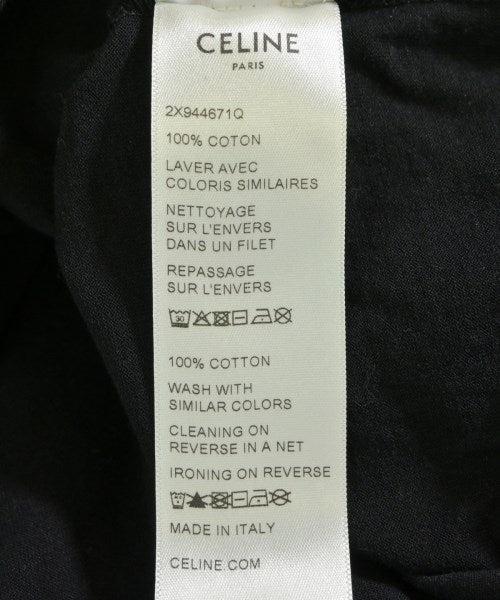 CELINE
PARIS
2X944671Q
100% COTON
LAVER AVEC
COLORIS SIMILAIRES
NETTOYAGE
SUR L'ENVERS
DANS UN FILET
REPASSAGE
SUR L'ENVERS
30
100% COTTON
WASH WITH
SIMILAR COLORS
CLEANING ON
REVERSE IN A NET
IRONING ON REVERSE
MADE IN ITALY
CELINE.COM